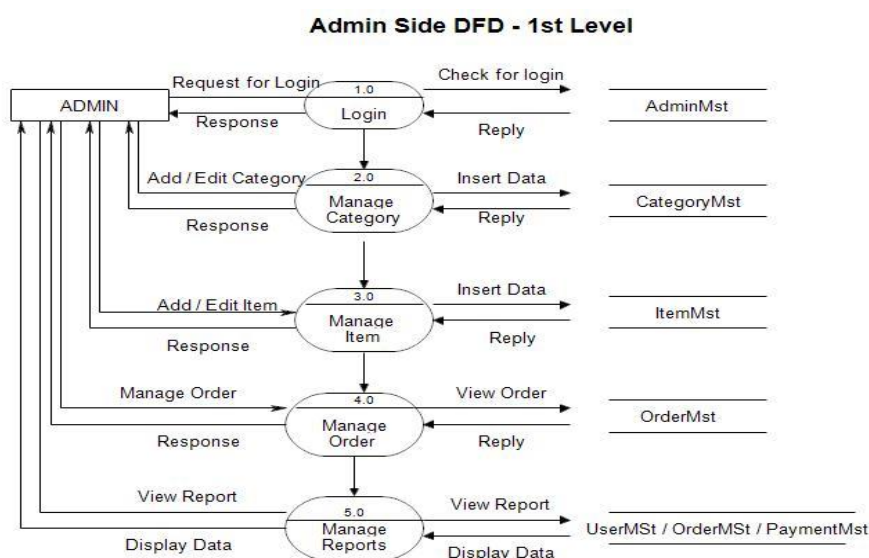 Admin Side DFD - 1st Level
Request for Login
1.0
Check for login
ADMIN
Login
AdminMst
Response
Reply
Add / Edit Category
2.0
Insert Data
Manage
Category
CategoryMst
Response
Reply
Add / Edit Item
3.0
Insert Data
Manage
Item
ItemMst
Response
Reply
Manage Order
4.0
View Order
Manage
Order
OrderMst
Response
Reply
View Report
5.0
View Report
Manage
Reports
UserMSt / OrderMSt / PaymentMst
Display Data
Display Data